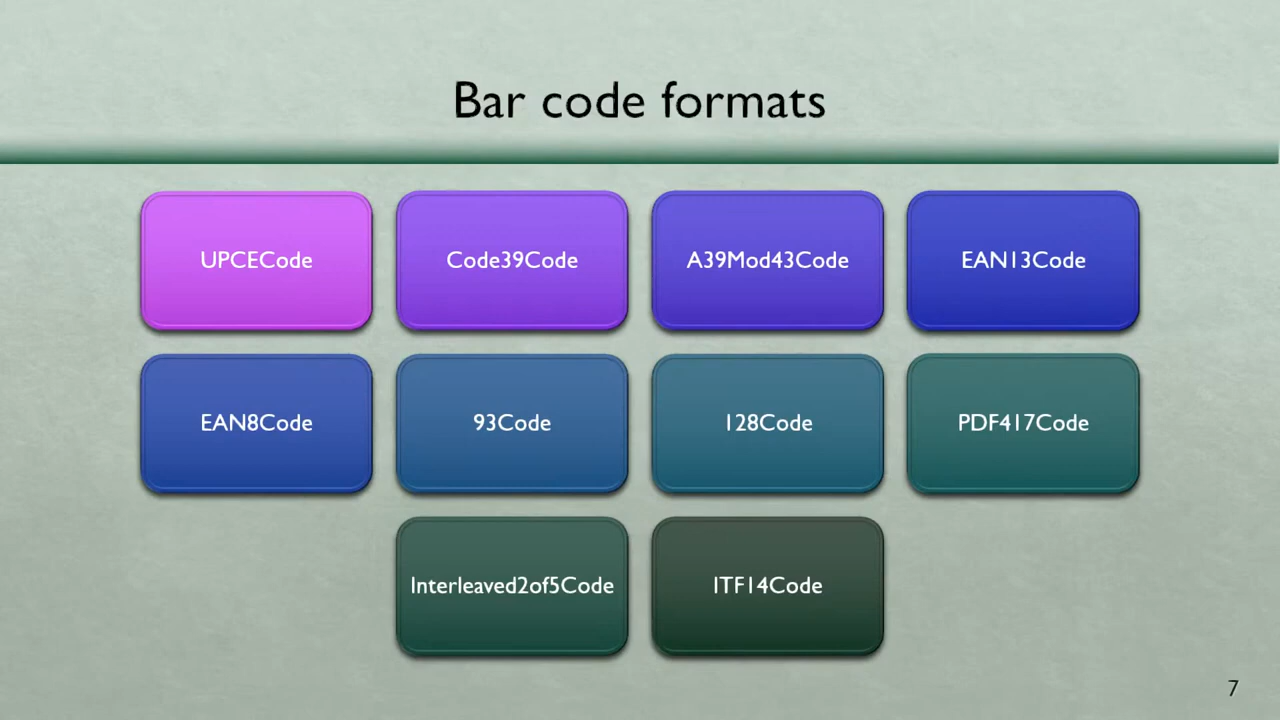 Bar code formats
UPCECode
Code39Code
A39Mod43Code
EAN13Code
EAN8Code
93Code
128Code
PDF417Code
Interleaved2of5Code
ITF14Code
7